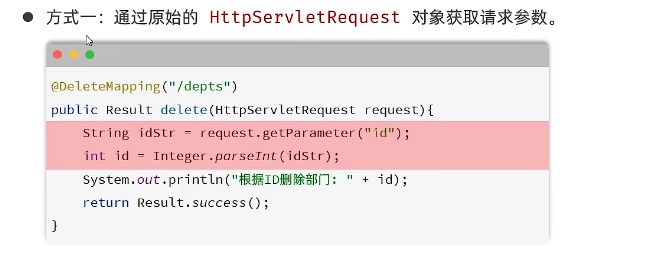 ● 方式一：通过原始的 HttpServletRequest 对象获取请求参数。
@DeleteMapping("/depts")
public Result delete(HttpServletRequest request){
    String idStr = request.getParameter("id");
    int id = Integer.parseInt(idStr);
    System.out.println("根据ID删除部门: " + id);
    return Result.success();
}